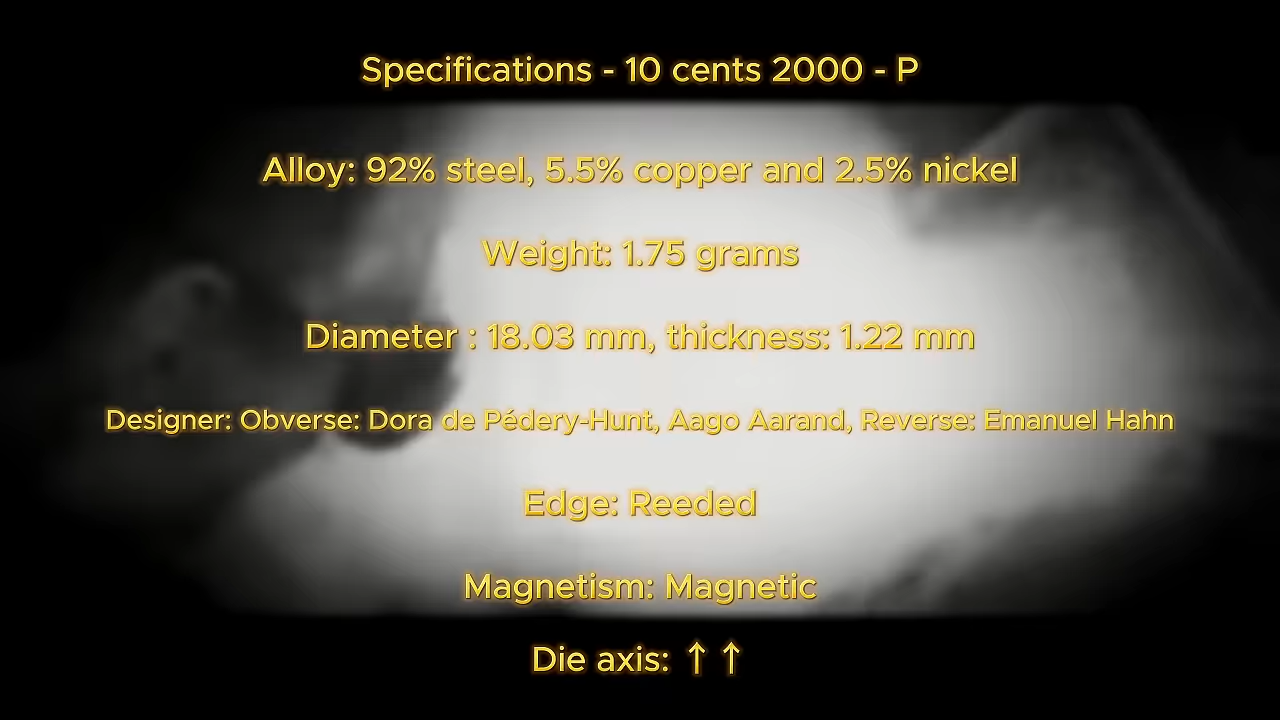 Specifications - 10 cents 2000 - P
Alloy: 92% steel, 5.5% copper and 2.5% nickel
Weight: 1.75 grams
Diameter : 18.03 mm, thickness: 1.22 mm
Designer: Obverse: Dora de Pédery-Hunt, Aago Aarand, Reverse: Emanuel Hahn
Edge: Reeded
Magnetism: Magnetic
Die axis: ↑ ↑